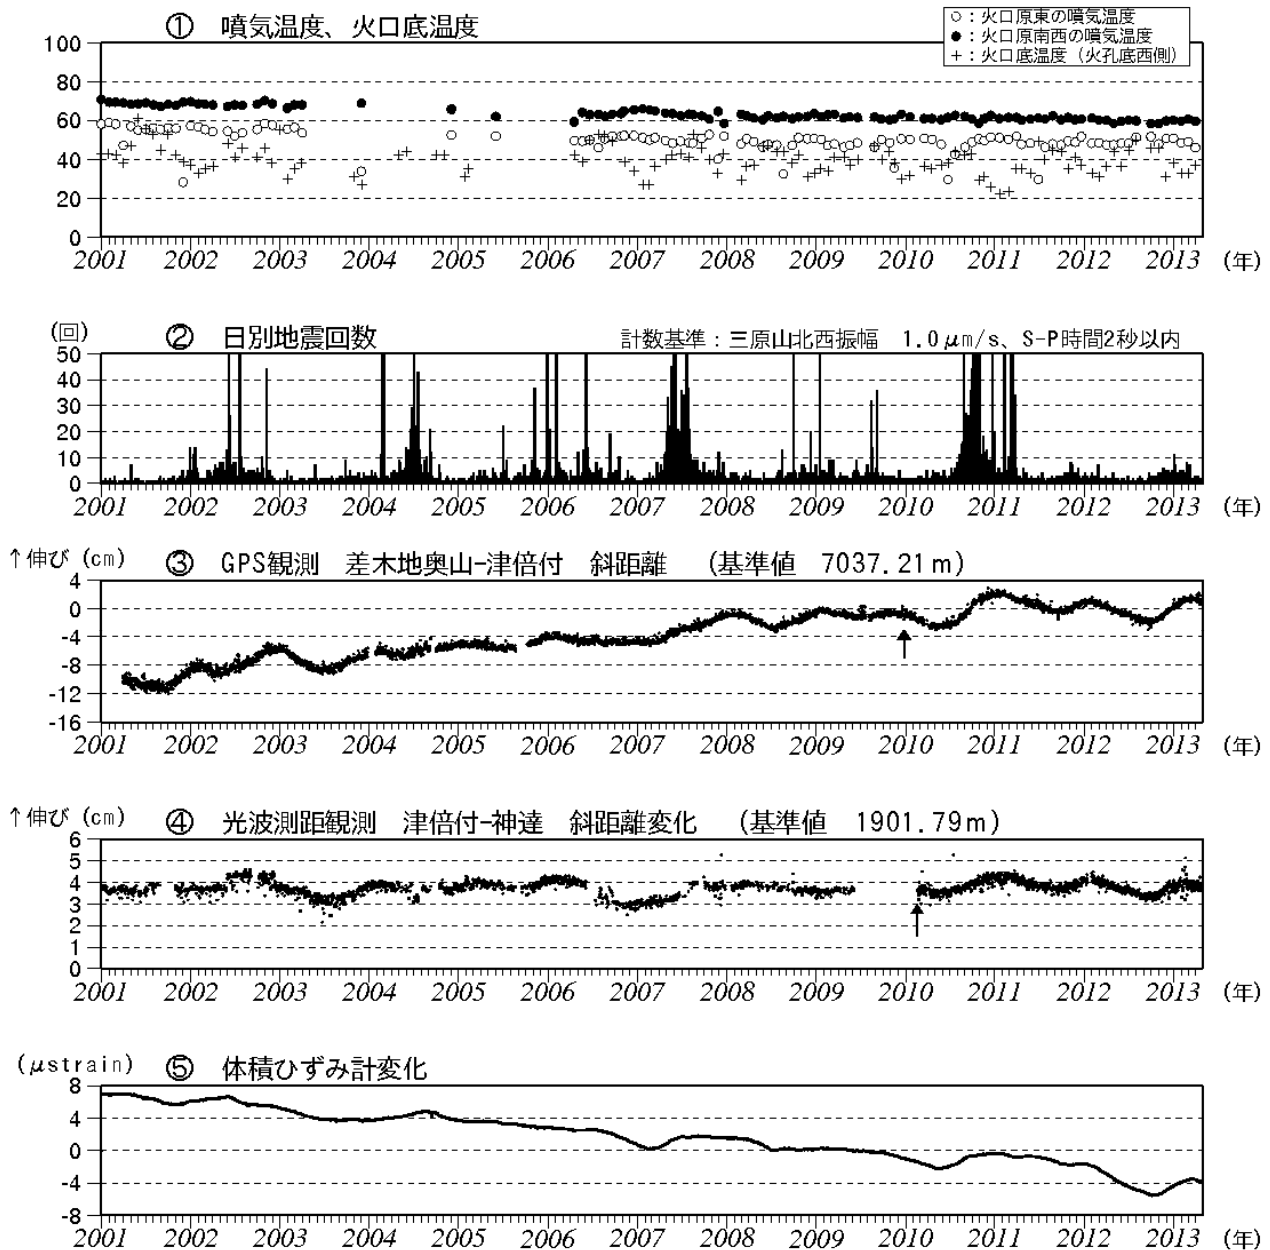 ① 噴気温度、火口底温度
○：火口原東の噴気温度
●：火口原南西の噴気温度
+：火口底温度（火孔底西側）
100
80
60
40
20
0
2001 2002 2003 2004 2005 2006 2007 2008 2009 2010 2011 2012 2013 (年)
(回) ② 日別地震回数 計数基準：三原山北西振幅 1.0μm/s、S-P時間2秒以内
50
40
30
20
10
0
2001 2002 2003 2004 2005 2006 2007 2008 2009 2010 2011 2012 2013 (年)
↑伸び (cm) ③ GPS観測 差木地奥山-津倍付 斜距離 (基準値 7037.21m)
4
0
-4
-8
-12
-16
2001 2002 2003 2004 2005 2006 2007 2008 2009 2010 2011 2012 2013 (年)
↑伸び (cm) ④ 光波測距観測 津倍付-神達 斜距離変化 (基準値 1901.79m)
6
5
4
3
2
1
0
2001 2002 2003 2004 2005 2006 2007 2008 2009 2010 2011 2012 2013 (年)
(μstrain) ⑤ 体積ひずみ計変化
8
4
0
-4
-8
2001 2002 2003 2004 2005 2006 2007 2008 2009 2010 2011 2012 2013 (年)